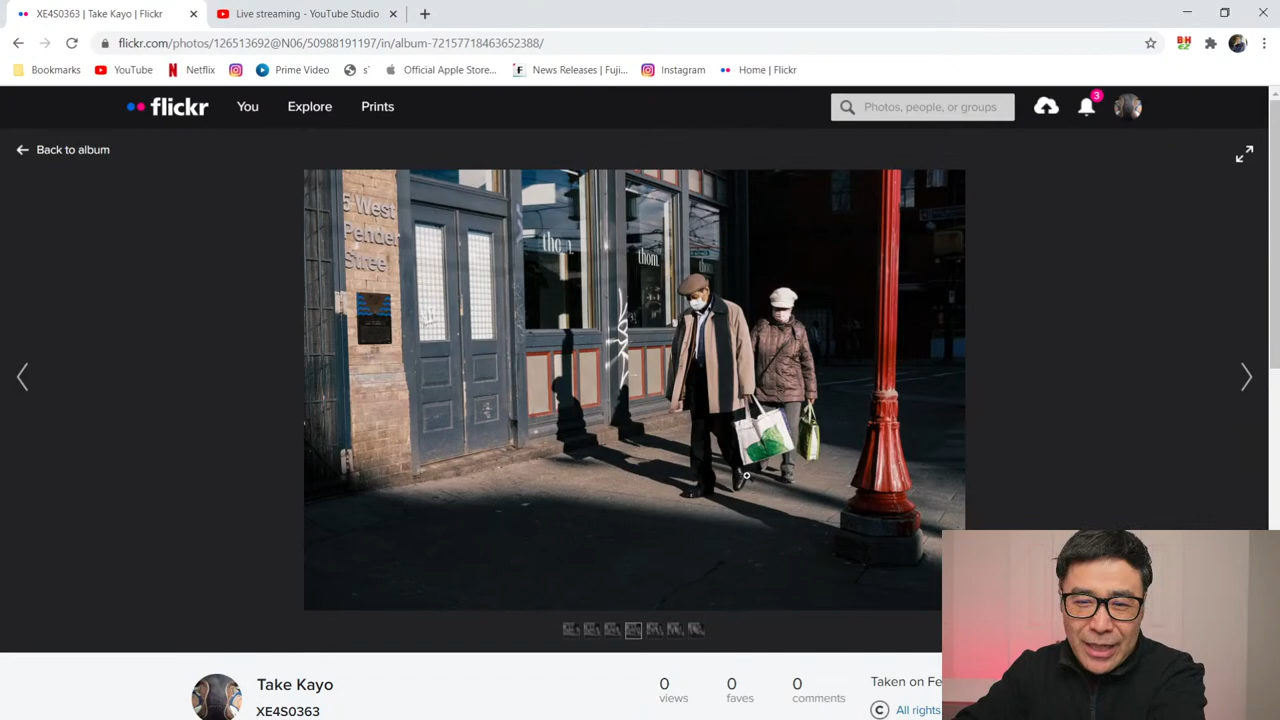 XE4S0363 | Take Kayo | Flickr
Live streaming - YouTube Studio
flickr.com/photos/126513692@N06/50988191197/in/album-72157718463652388/
Bookmarks YouTube Netflix Prime Video s' Official Apple Store... News Releases | Fuji... Instagram Home | Flickr
flickr You Explore Prints Photos, people, or groups 3
Back to album
5 West
Pender
Stree
thom.
thom.
thom
Take Kayo
XE4S0363
0 0 0
views faves comments
Taken on Fe
All rights